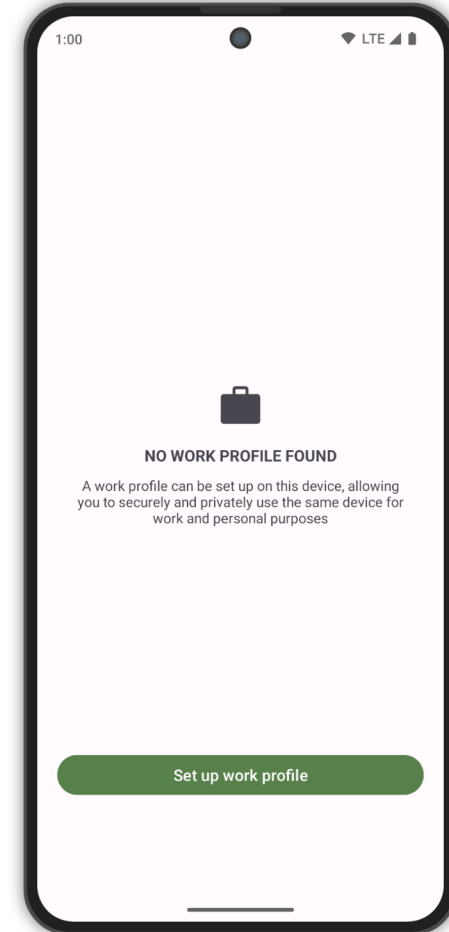 1:00 LTE
NO WORK PROFILE FOUND
A work profile can be set up on this device, allowing
you to securely and privately use the same device for
work and personal purposes
Set up work profile